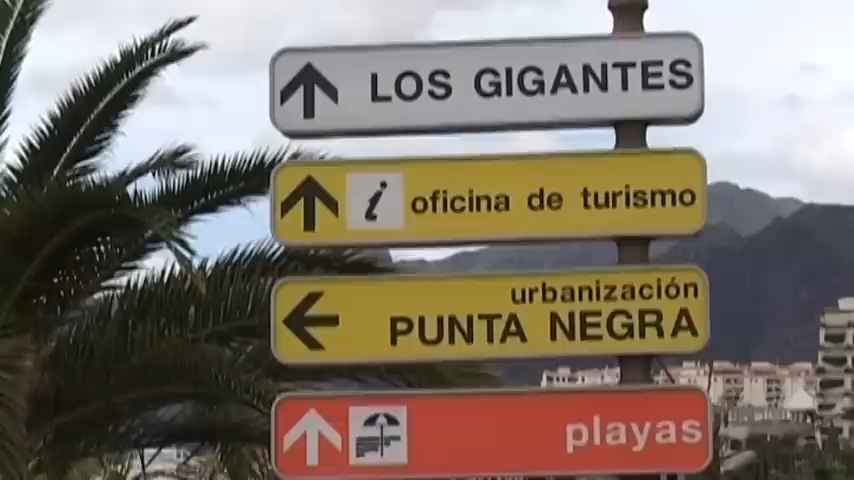 LOS GIGANTES
i oficina de turismo
urbanización
PUNTA NEGRA
playas